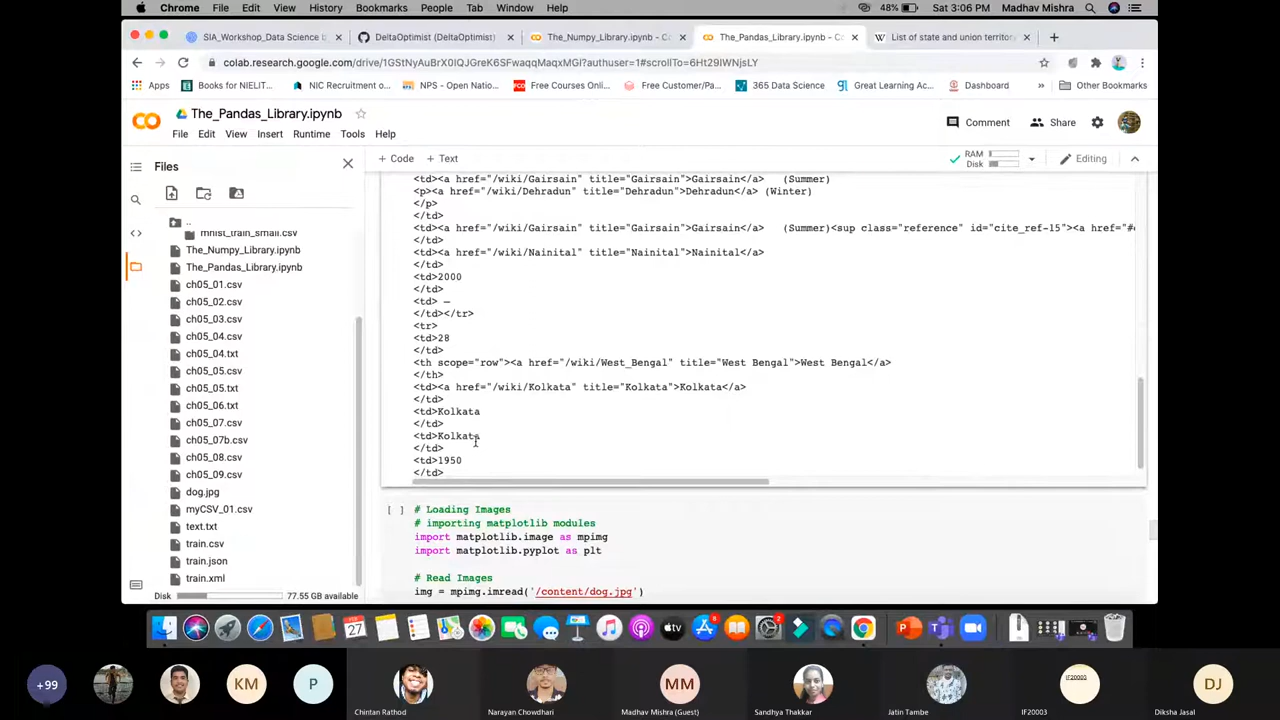 Chrome File Edit View History Bookmarks People Tab Window Help 48% Sat 3:06 PM Madhav Mishra
SIA_Workshop_Data Science b DeltaOptimist (DeltaOptimist) The_Numpy_Library.ipynb - Co The_Pandas_Library.ipynb - Co List of state and union territory
colab.research.google.com/drive/1GStNyAuBrX0IQJGreK6SFwaqqMaqxMGl?authuser=1#scrollTo=6Ht29IWNjsLY
Apps Books for NIELIT... NIC Recruitment o... NPS - Open Natio... Free Courses Onli... Free Customer/Pa... 365 Data Science Great Learning Ac... Dashboard » Other Bookmarks
The_Pandas_Library.ipynb
Comment Share
File Edit View Insert Runtime Tools Help
Files
+ Code + Text
RAM
Disk
Editing
..
mnist_train_small.csv
The_Numpy_Library.ipynb
The_Pandas_Library.ipynb
ch05_01.csv
ch05_02.csv
ch05_03.csv
ch05_04.csv
ch05_04.txt
ch05_05.csv
ch05_05.txt
ch05_06.txt
ch05_07.csv
ch05_07b.csv
ch05_08.csv
ch05_09.csv
dog.jpg
myCSV_01.csv
text.txt
train.csv
train.json
train.xml
Disk 77.55 GB available
<td><a href="/wiki/Gairsain" title="Gairsain">Gairsain</a> (Summer)
<p><a href="/wiki/Dehradun" title="Dehradun">Dehradun</a> (Winter)
</p>
</td>
<td><a href="/wiki/Gairsain" title="Gairsain">Gairsain</a> (Summer)<sup class="reference" id="cite_ref-15"><a href="#
</td>
<td><a href="/wiki/Nainital" title="Nainital">Nainital</a>
</td>
<td>2000
</td>
<td> —
</td></tr>
<tr>
<td>28
</td>
<th scope="row"><a href="/wiki/West_Bengal" title="West Bengal">West Bengal</a>
</th>
<td><a href="/wiki/Kolkata" title="Kolkata">Kolkata</a>
</td>
<td>Kolkata
</td>
<td>Kolkata
</td>
<td>1950
</td>
[ ] # Loading Images
# importing matplotlib modules
import matplotlib.image as mpimg
import matplotlib.pyplot as plt
# Read Images
img = mpimg.imread('/content/dog.jpg')
27
8
2
+99 KM P MM DJ
Chintan Rathod Narayan Chowdhari Madhav Mishra (Guest) Sandhya Thakkar Jatin Tambe IF20003 Diksha Jasal